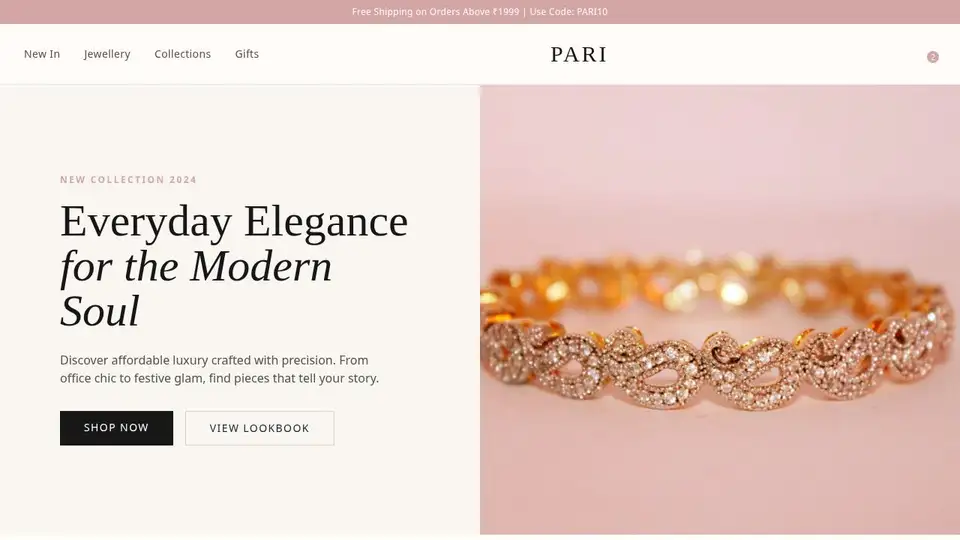 Free Shipping on Orders Above ₹1999 | Use Code: PARI10
New In
Jewellery
Collections
Gifts
PARI
2
NEW COLLECTION 2024
Everyday Elegance
for the Modern
Soul
Discover affordable luxury crafted with precision. From
office chic to festive glam, find pieces that tell your story.
SHOP NOW
VIEW LOOKBOOK